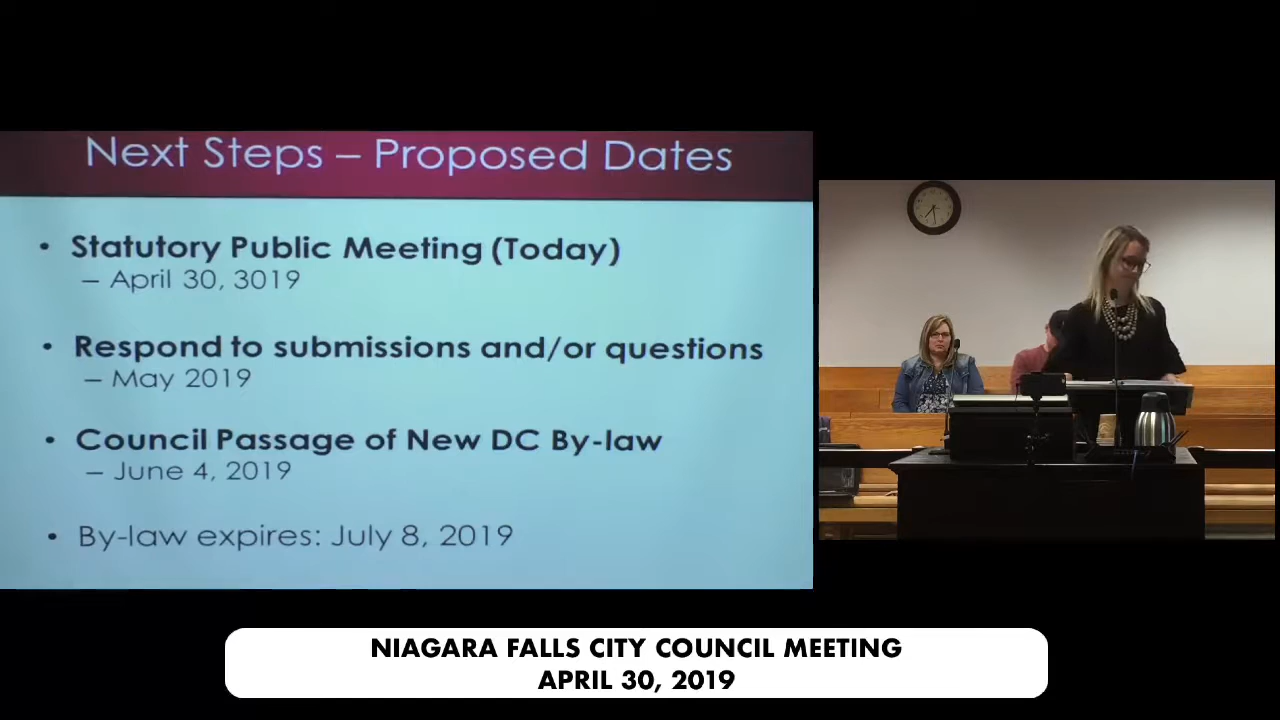 Next Steps – Proposed Dates
• Statutory Public Meeting (Today)
– April 30, 3019
• Respond to submissions and/or questions
– May 2019
• Council Passage of New DC By-law
– June 4, 2019
• By-law expires: July 8, 2019
NIAGARA FALLS CITY COUNCIL MEETING
APRIL 30, 2019